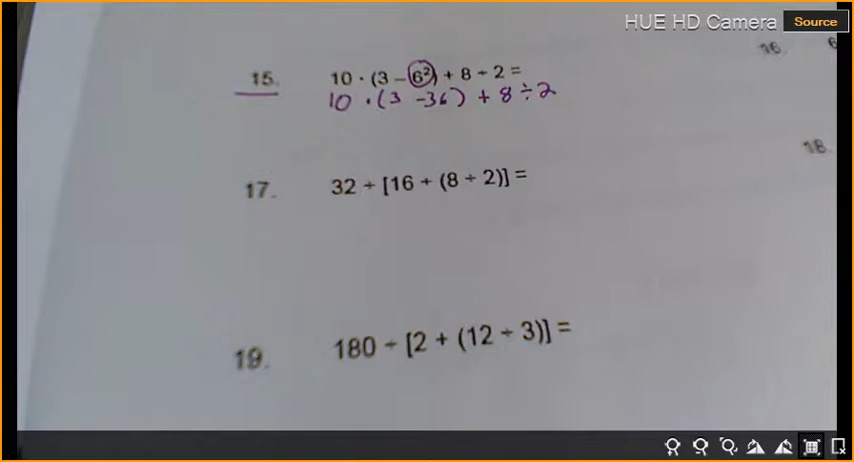 HUE HD Camera Source
16. 6
15. 10 · (3 – 6²) + 8 ÷ 2 =
10 · (3 – 36) + 8 ÷ 2
18.
17. 32 ÷ [16 ÷ (8 ÷ 2)] =
19. 180 ÷ [2 + (12 ÷ 3)] =